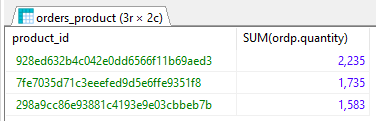 orders_product (3r × 2c)
product_id SUM(ordp.quantity)
928ed632b4c042e0dd6566f11b69aed3 2,235
7fe7035d71c3eeefed9d5e6ffe9351f8 1,735
298a9cc86e93881c4193e9e03cbbeb7b 1,583